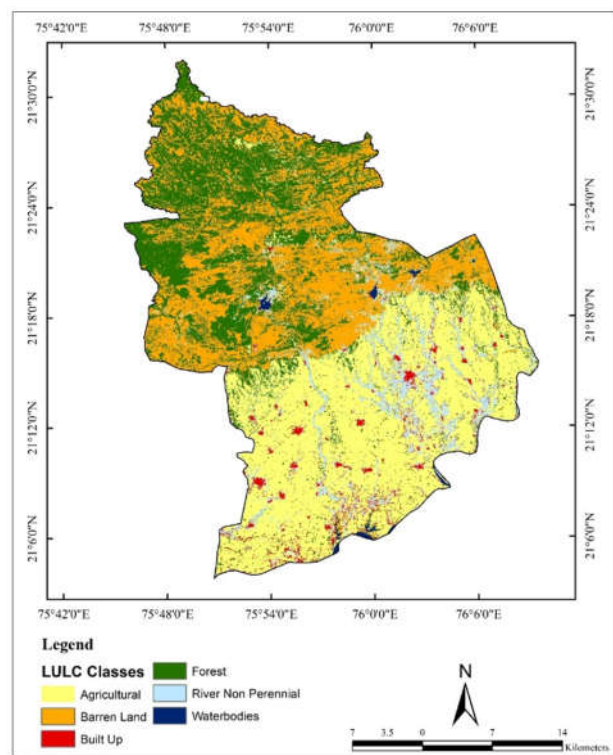 75°42'0"E 75°48'0"E 75°54'0"E 76°0'0"E 76°6'0"E
21°30'0"N 21°30'0"N
21°24'0"N 21°24'0"N
21°18'0"N 21°18'0"N
21°12'0"N 21°12'0"N
21°6'0"N 21°6'0"N
75°42'0"E 75°48'0"E 75°54'0"E 76°0'0"E 76°6'0"E
Legend
LULC Classes
Agricultural
Barren Land
Built Up
Forest
River Non Perennial
Waterbodies
N
7 3.5 0 7 14
Kilometers